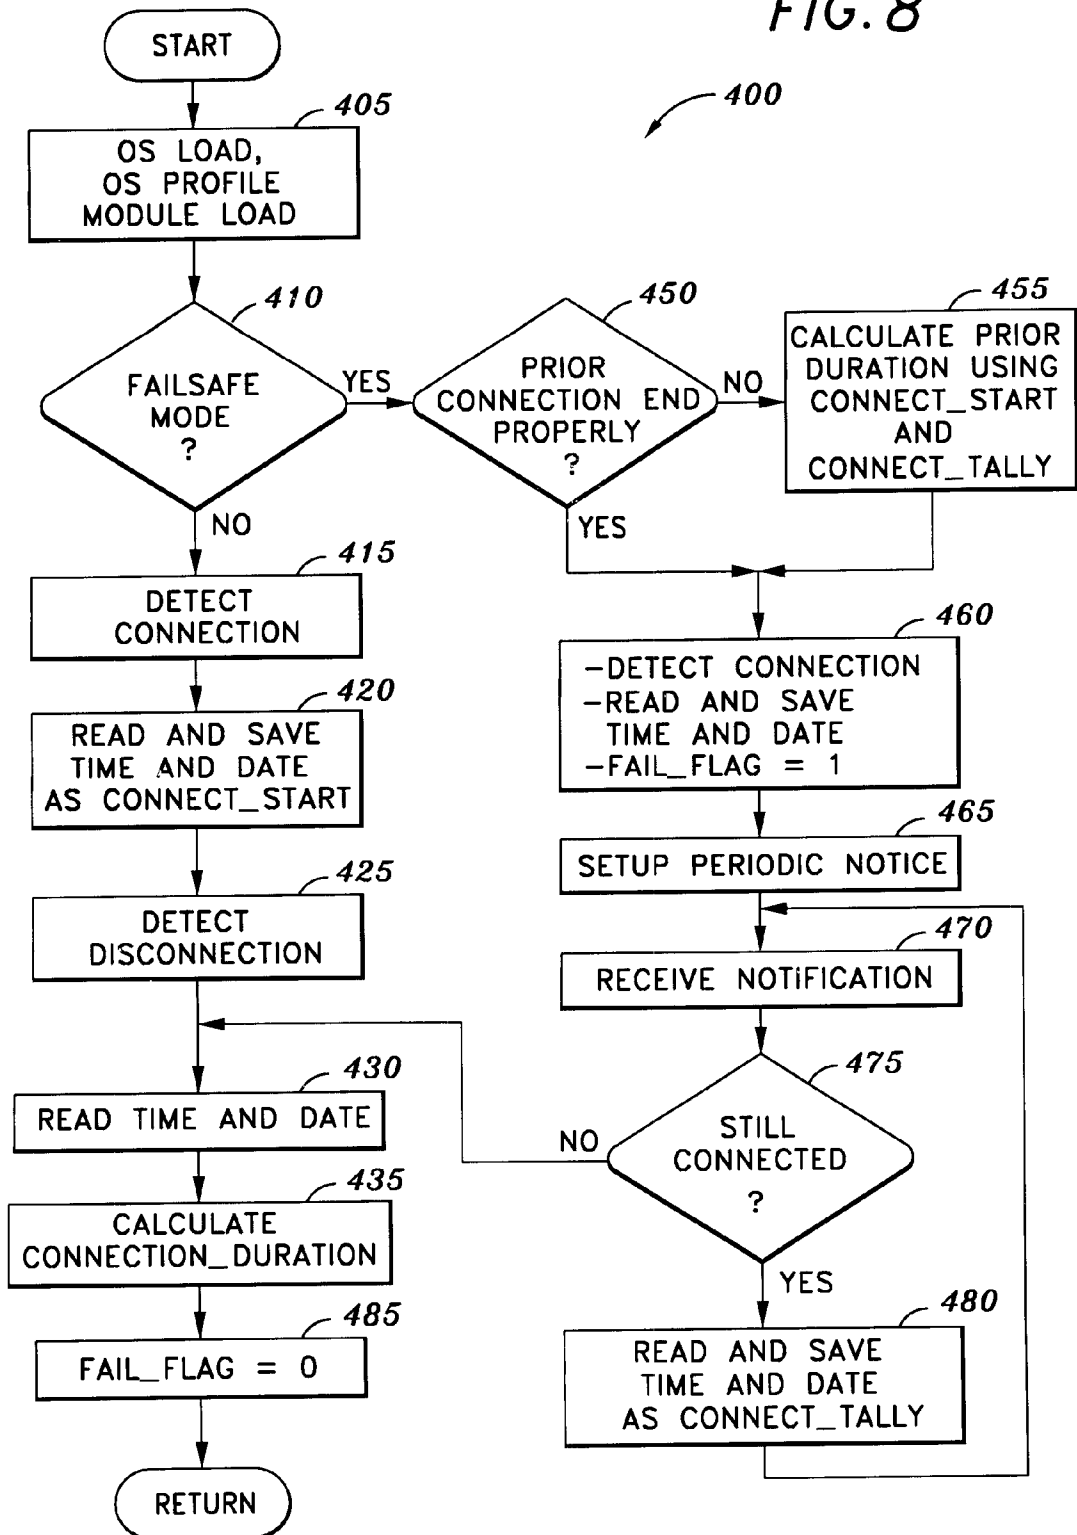 FIG. 8
START
400
405
OS LOAD,
OS PROFILE
MODULE LOAD
410
FAILSAFE
MODE
?
YES
NO
450
PRIOR
CONNECTION END
PROPERLY
?
NO
YES
455
CALCULATE PRIOR
DURATION USING
CONNECT_START
AND
CONNECT_TALLY
415
DETECT
CONNECTION
420
READ AND SAVE
TIME AND DATE
AS CONNECT_START
425
DETECT
DISCONNECTION
460
-DETECT CONNECTION
-READ AND SAVE
TIME AND DATE
-FAIL_FLAG = 1
465
SETUP PERIODIC NOTICE
470
RECEIVE NOTIFICATION
475
STILL
CONNECTED
?
NO
YES
480
READ AND SAVE
TIME AND DATE
AS CONNECT_TALLY
430
READ TIME AND DATE
435
CALCULATE
CONNECTION_DURATION
485
FAIL_FLAG = 0
RETURN